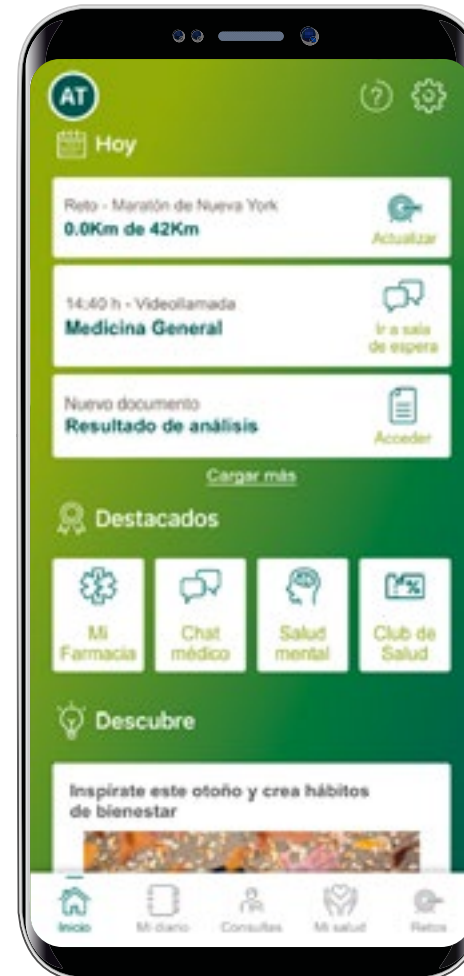 AT
Hoy
Reto - Maratón de Nueva York
0.0Km de 42Km
Actualizar
14:40 h - Videollamada
Medicina General
Ir a sala
de espera
Nuevo documento
Resultado de análisis
Acceder
Cargar más
Destacados
Mi
Farmacia
Chat
médico
Salud
mental
Club de
Salud
Descubre
Inspírate este otoño y crea hábitos
de bienestar
Inicio
Mi diario
Consultas
Mi salud
Retos